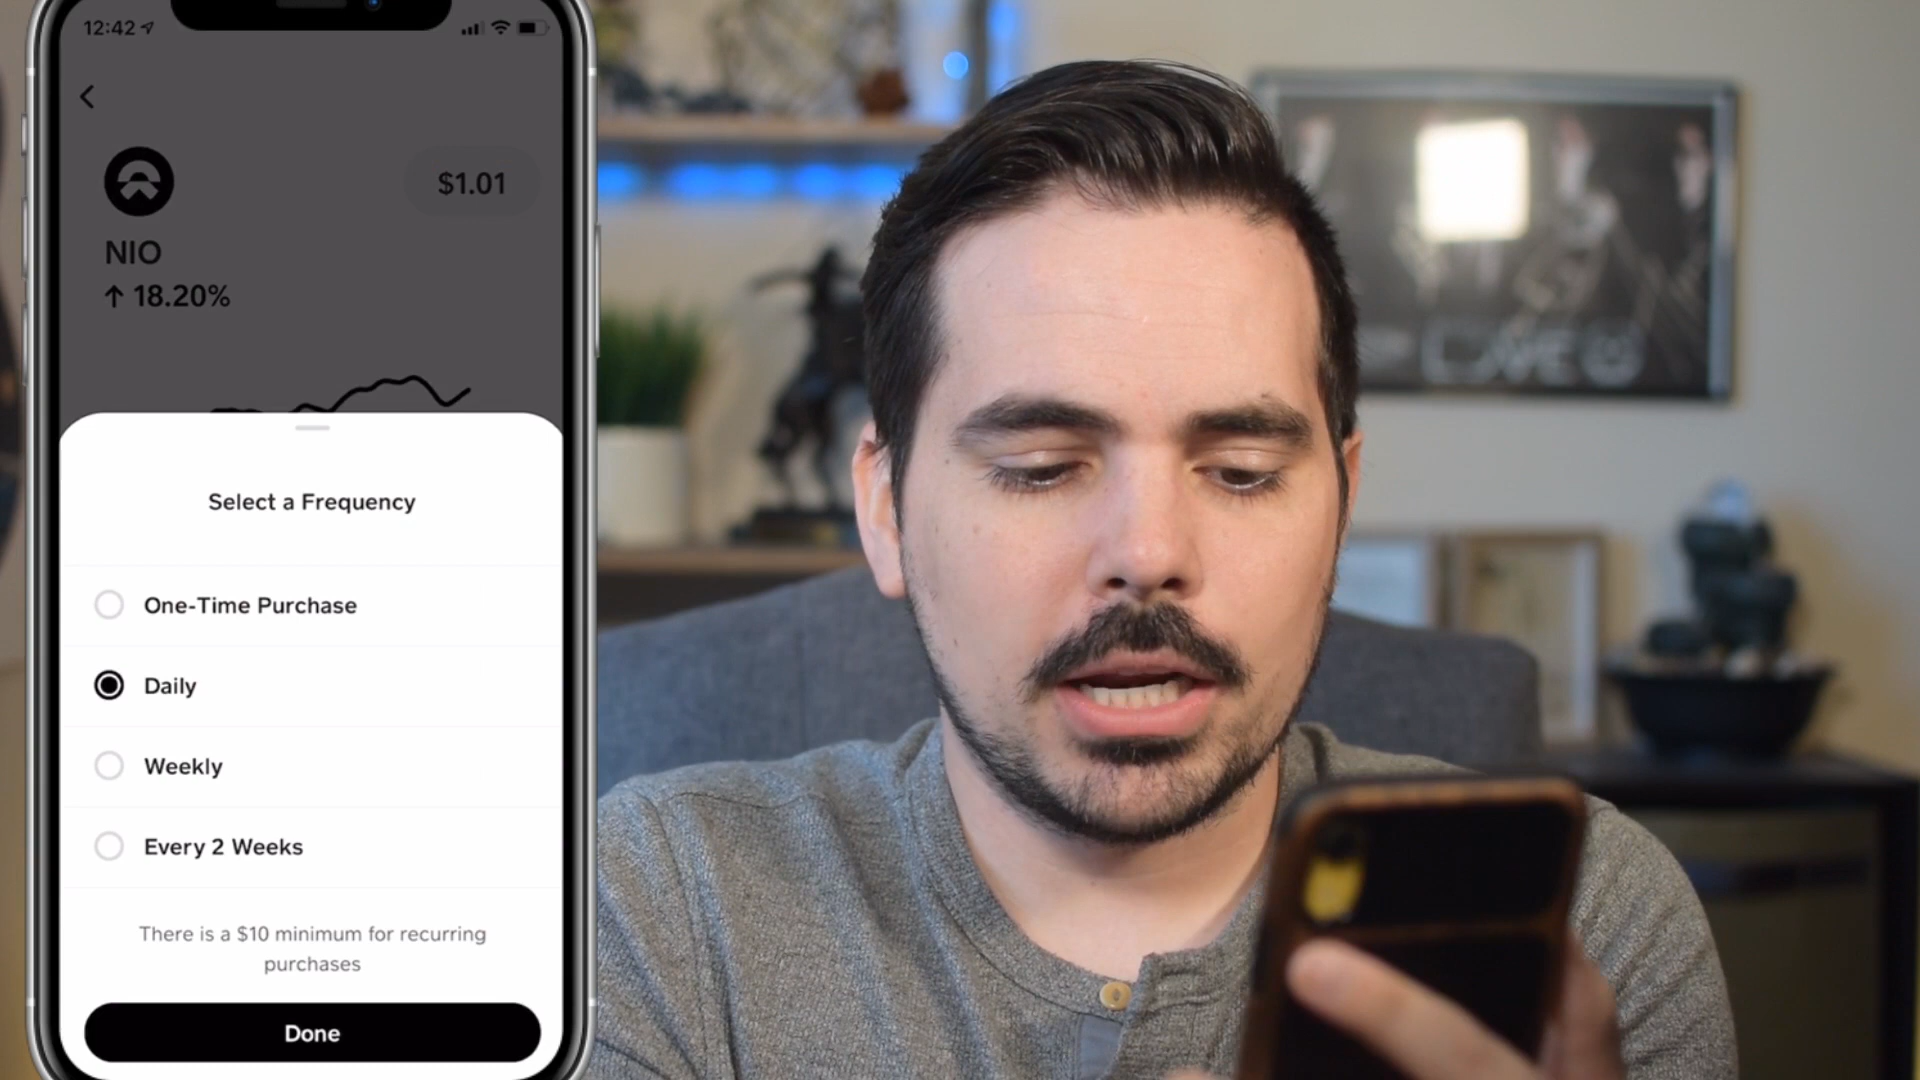 12:42
$1.01
NIO
↑ 18.20%
Select a Frequency
One-Time Purchase
Daily
Weekly
Every 2 Weeks
There is a $10 minimum for recurring
purchases
Done